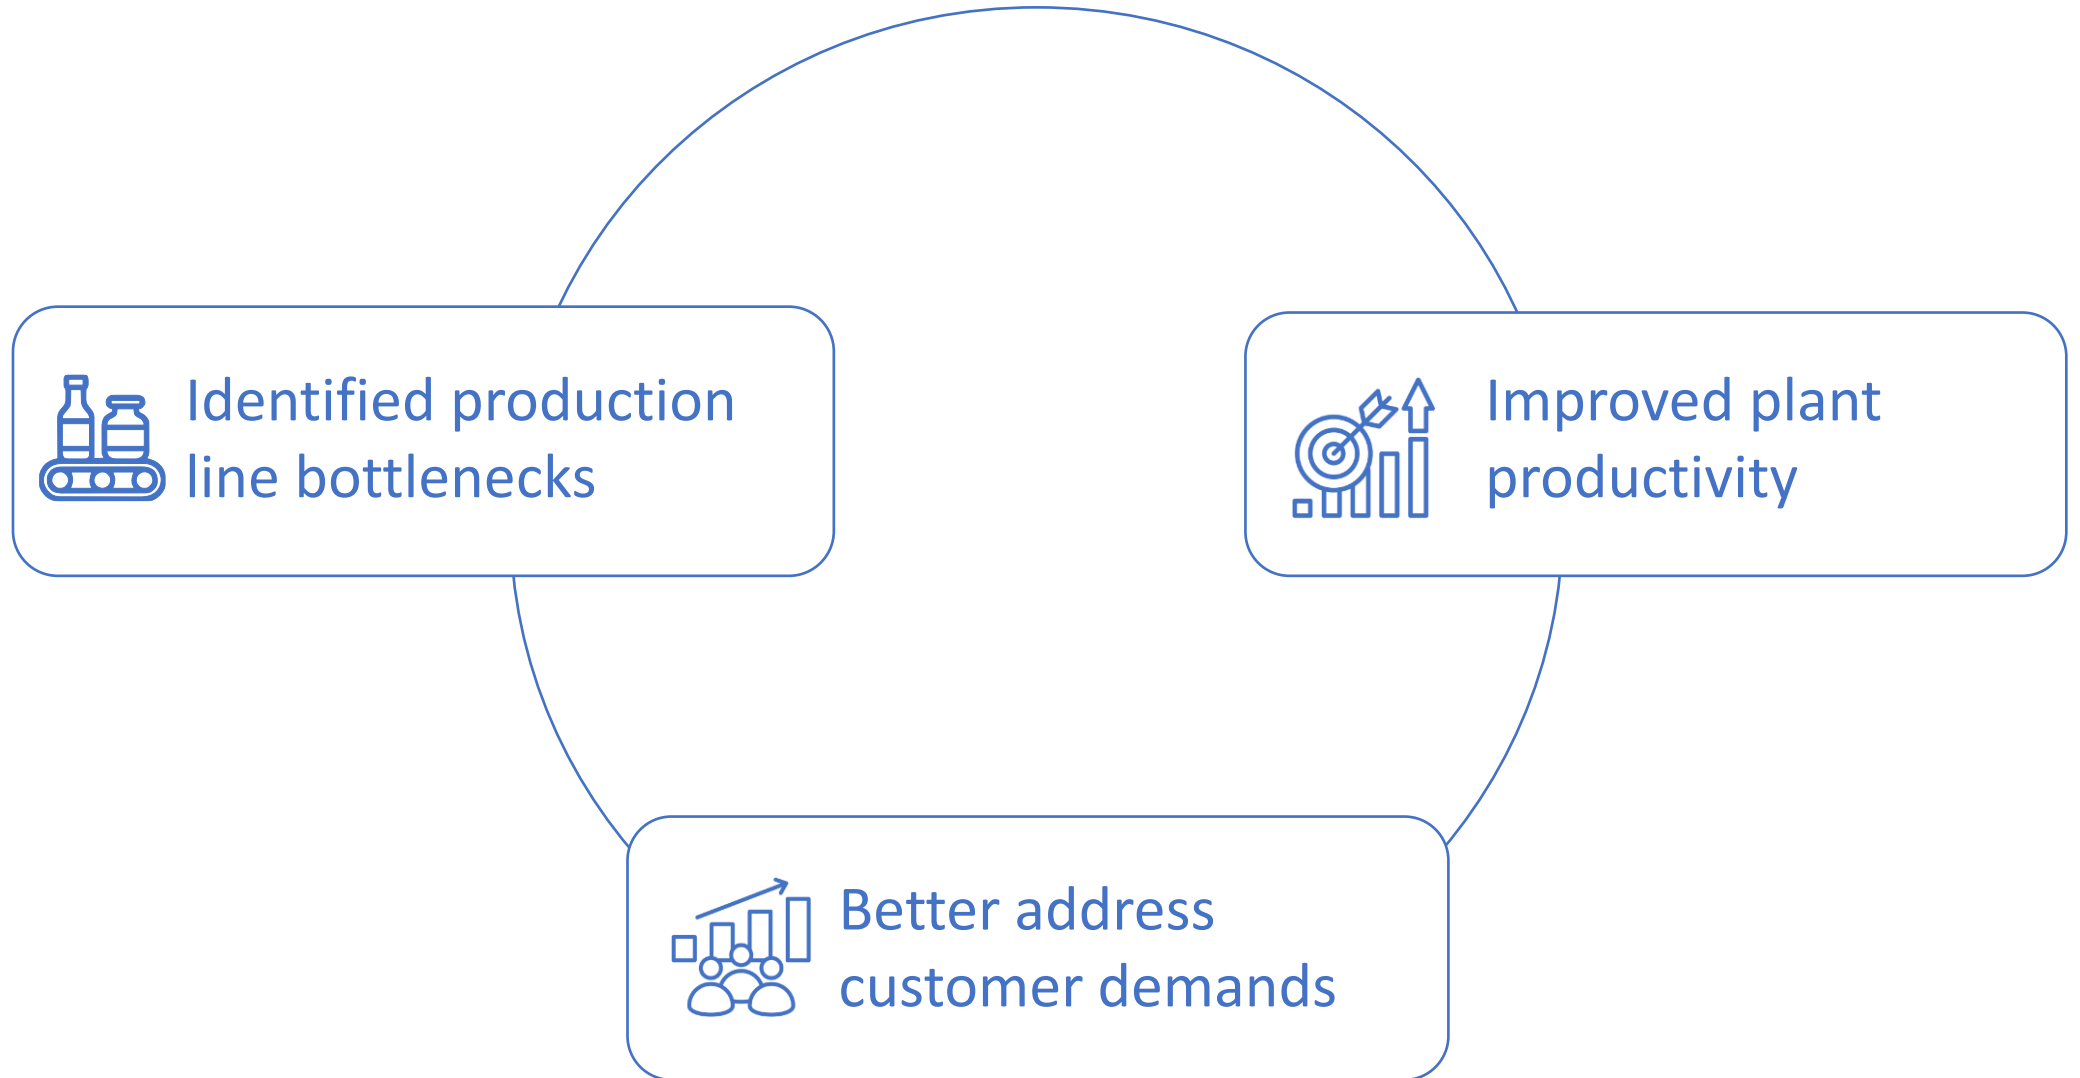 Identified production
line bottlenecks
Improved plant
productivity
Better address
customer demands